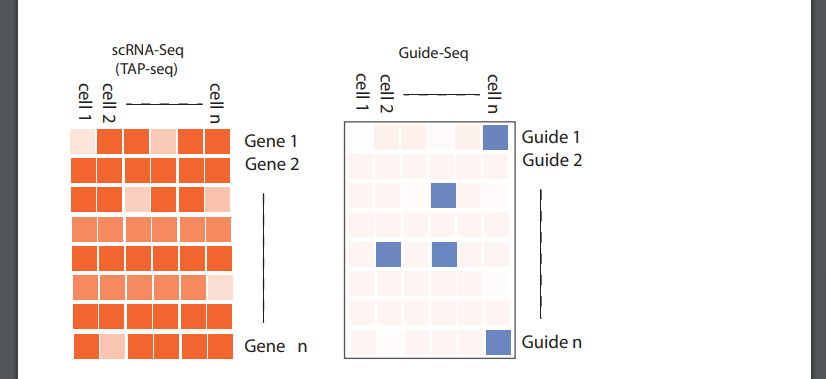 scRNA-Seq
(TAP-seq)
cell 1
cell 2
cell n
Gene 1
Gene 2
Gene n
Guide-Seq
cell 1
cell 2
cell n
Guide 1
Guide 2
Guide n